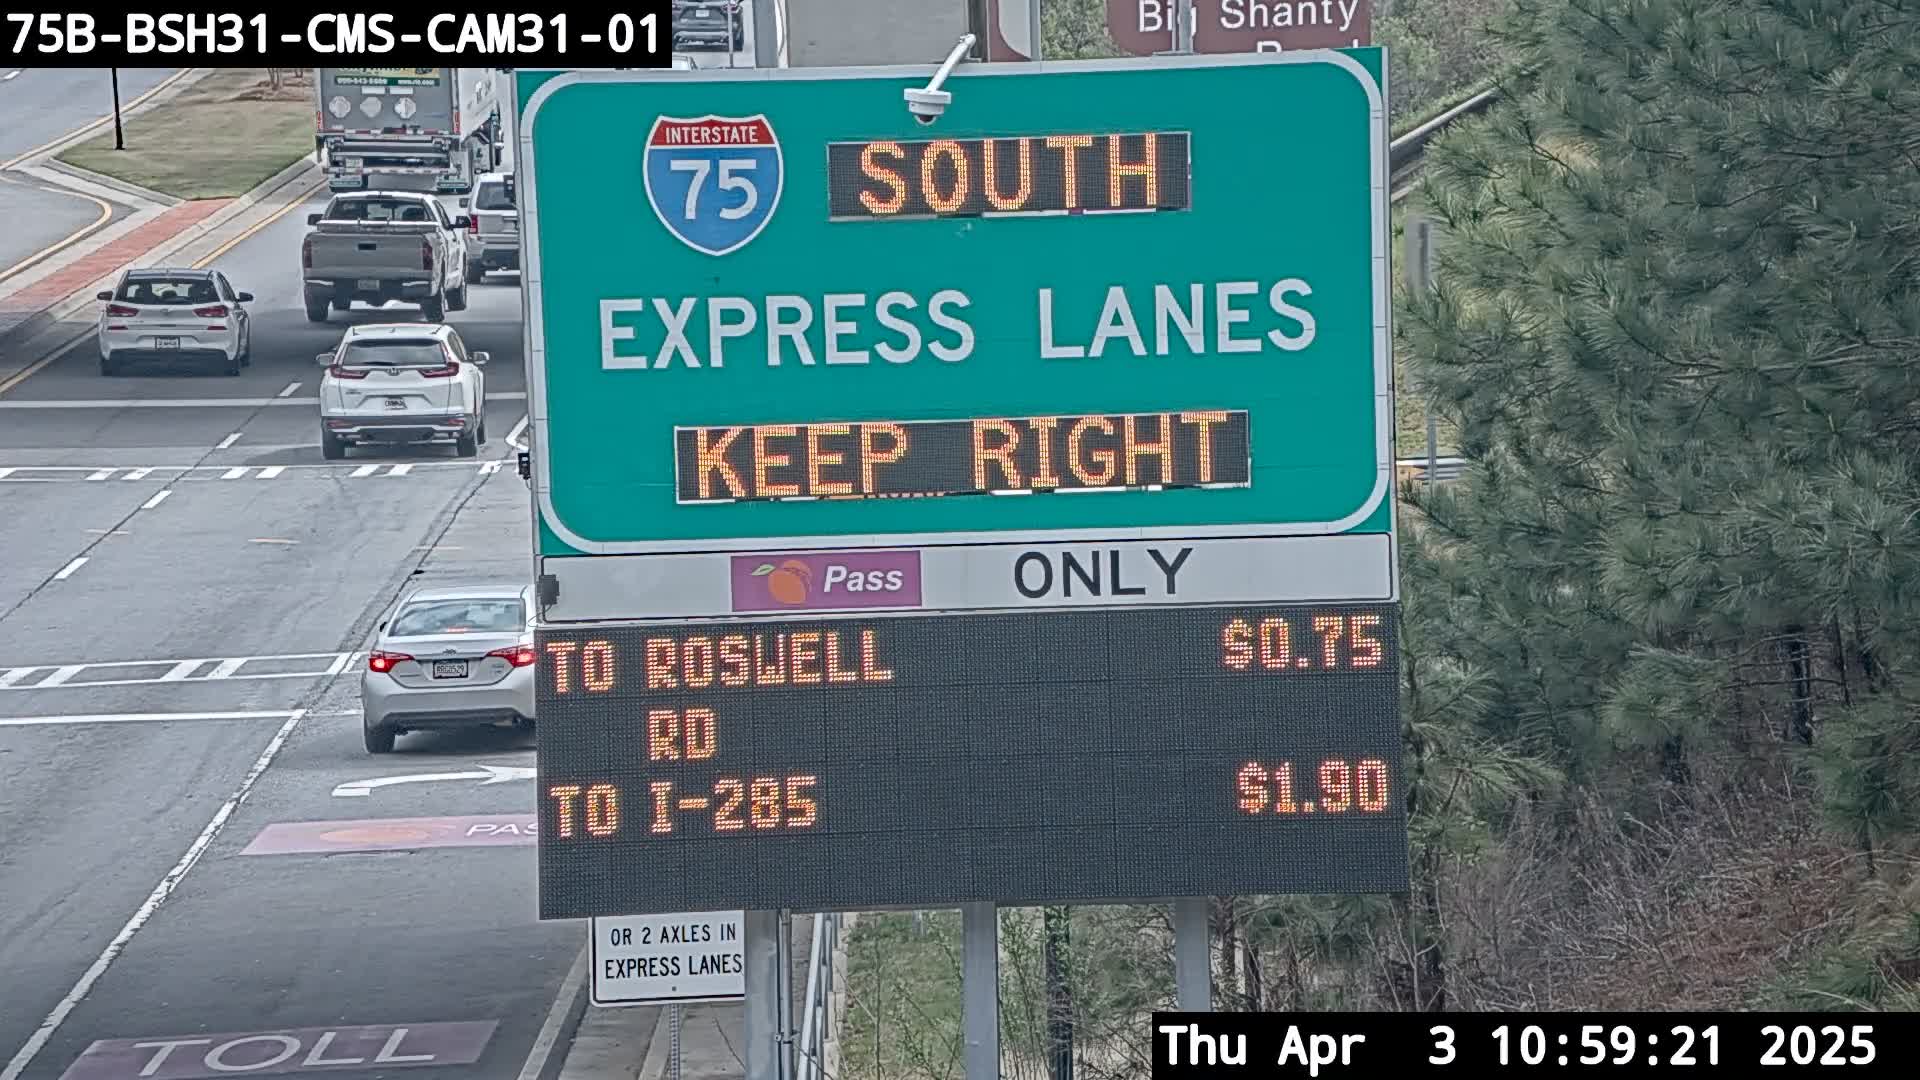 75B-BSH31-CMS-CAM31-01
Big Shanty
Road
INTERSTATE
75
SOUTH
EXPRESS LANES
KEEP RIGHT
Pass ONLY
TO ROSWELL $0.75
RD
TO I-285 $1.90
PAS
OR 2 AXLES IN
EXPRESS LANES
TOLL
Thu Apr 3 10:59:21 2025